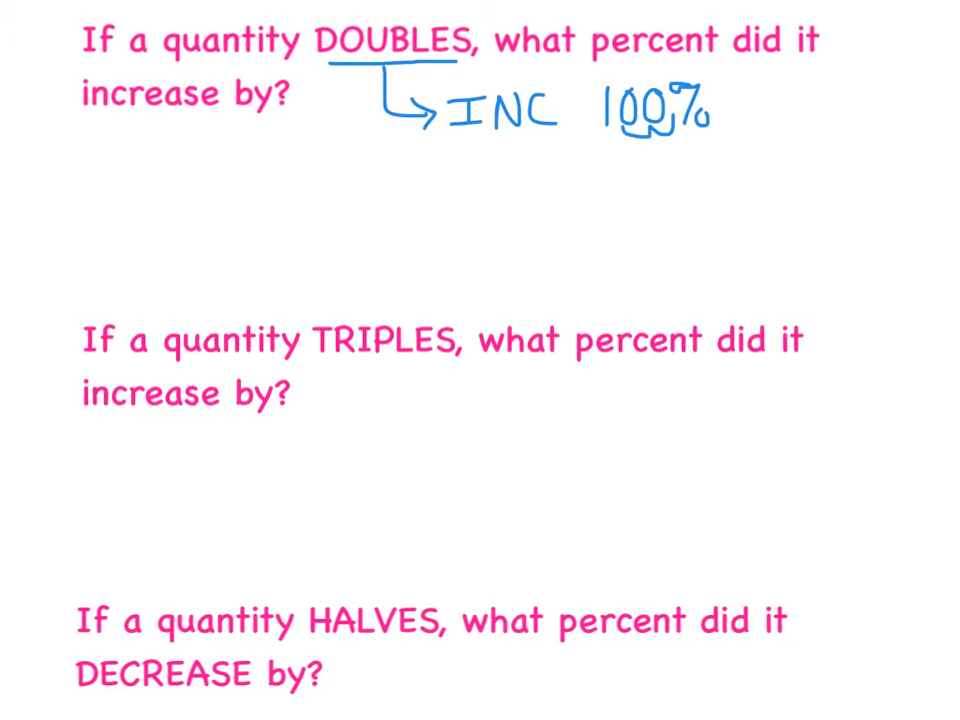 If a quantity DOUBLES, what percent did it
increase by?
INC 100%
If a quantity TRIPLES, what percent did it
increase by?
If a quantity HALVES, what percent did it
DECREASE by?